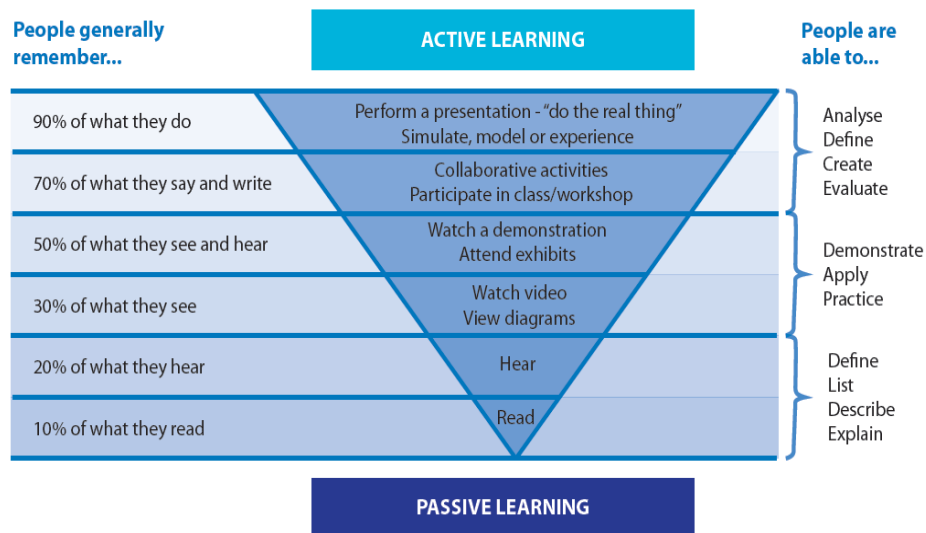 People generally
remember...
ACTIVE LEARNING
People are
able to...
90% of what they do
Perform a presentation - “do the real thing”
Simulate, model or experience
70% of what they say and write
Collaborative activities
Participate in class/workshop
Analyse
Define
Create
Evaluate
50% of what they see and hear
Watch a demonstration
Attend exhibits
30% of what they see
Watch video
View diagrams
Demonstrate
Apply
Practice
20% of what they hear
Hear
10% of what they read
Read
Define
List
Describe
Explain
PASSIVE LEARNING